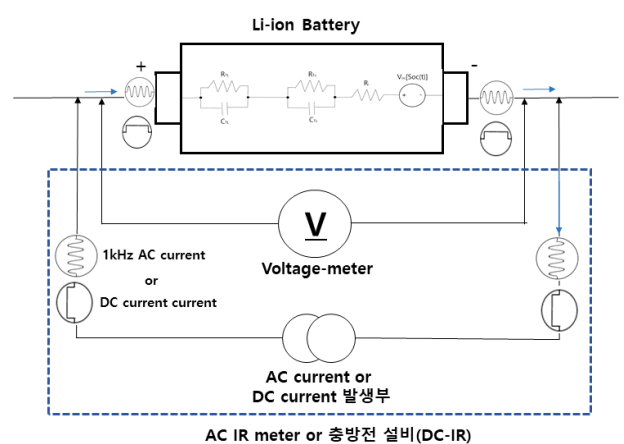 Li-ion Battery
+
-
Rᵢ
V
Voltage-meter
1kHz AC current
or
DC current current
AC current or
DC current 발생부
AC IR meter or 충방전 설비(DC-IR)